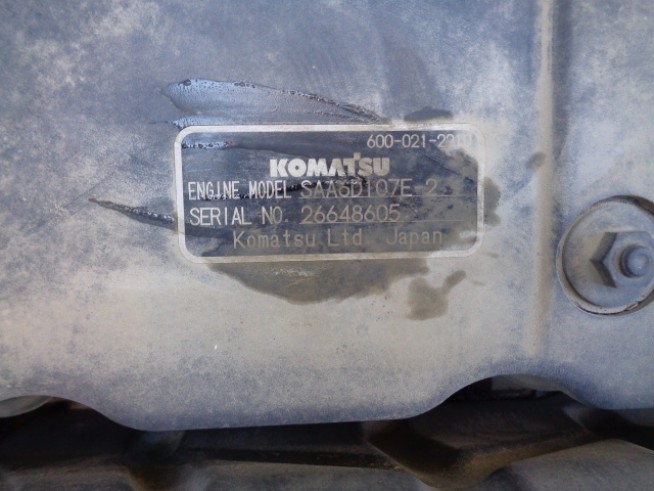 KOMATSU
ENGINE MODEL SAA6D107E-2
SERIAL NO. 26648605
Komatsu Ltd. Japan